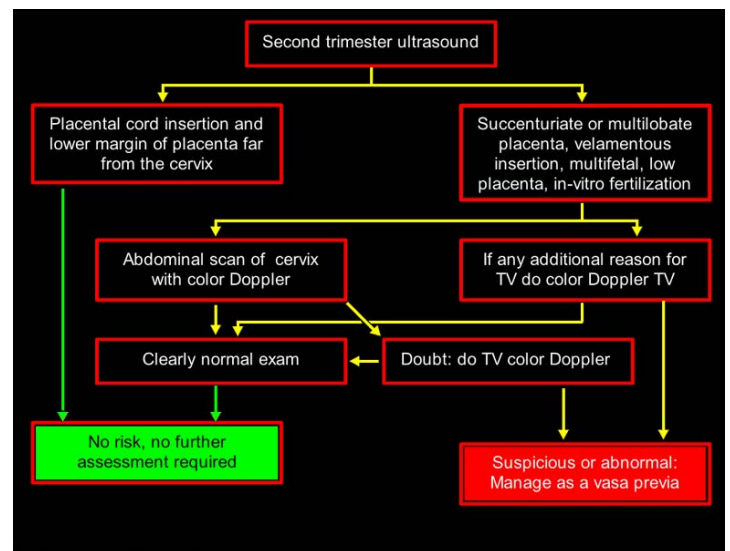 Second trimester ultrasound
Placental cord insertion and
lower margin of placenta far
from the cervix
Succenturiate or multilobate
placenta, velamentous
insertion, multifetal, low
placenta, in-vitro fertilization
Abdominal scan of cervix
with color Doppler
If any additional reason for
TV do color Doppler TV
Clearly normal exam
Doubt: do TV color Doppler
No risk, no further
assessment required
Suspicious or abnormal:
Manage as a vasa previa